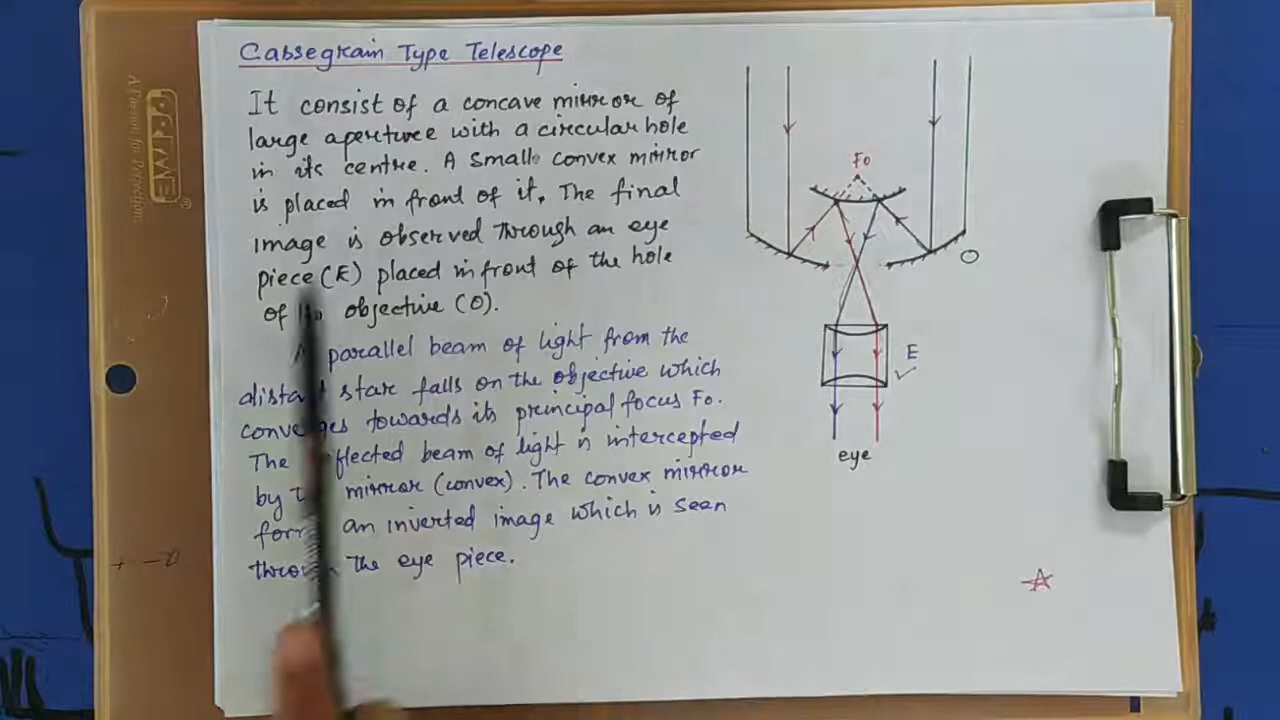 Cassegrain Type Telescope
It consist of a concave mirror of
large aperture with a circular hole
in its centre. A small convex mirror
is placed in front of it. The final
image is observed through an eye
piece (E) placed in front of the hole
of objective (O).
parallel beam of light from the
star falls on the objective which
towards its principal focus Fo.
The beam of light is intercepted
by mirror (convex). The convex mirror
an inverted image which is seen
the eye piece.
Fo
O
E
eye